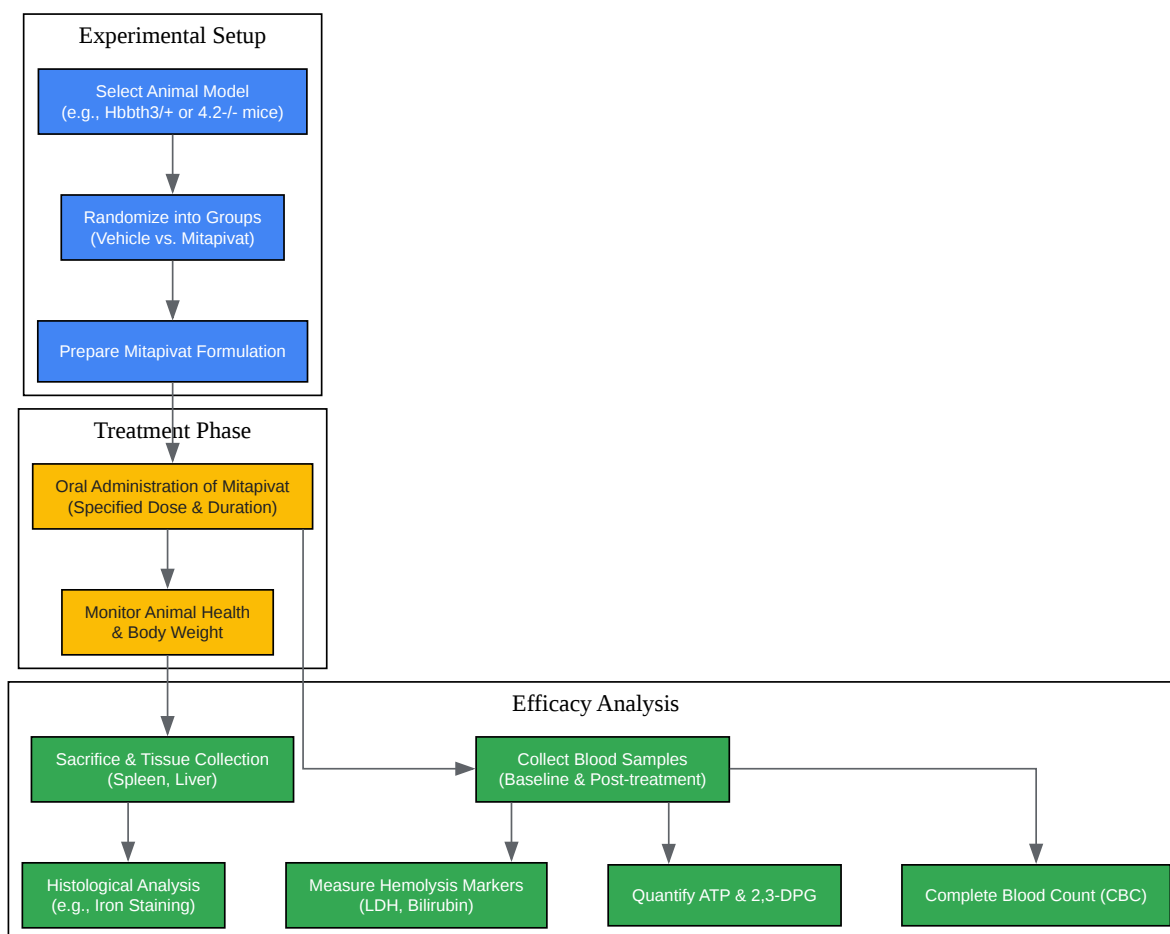 Experimental Setup
Select Animal Model
(e.g., Hbbth3/+ or 4.2-/- mice)
Randomize into Groups
(Vehicle vs. Mitapivat)
Prepare Mitapivat Formulation
Treatment Phase
Oral Administration of Mitapivat
(Specified Dose & Duration)
Monitor Animal Health
& Body Weight
Efficacy Analysis
Sacrifice & Tissue Collection
(Spleen, Liver)
Collect Blood Samples
(Baseline & Post-treatment)
Histological Analysis
(e.g., Iron Staining)
Measure Hemolysis Markers
(LDH, Bilirubin)
Quantify ATP & 2,3-DPG
Complete Blood Count (CBC)